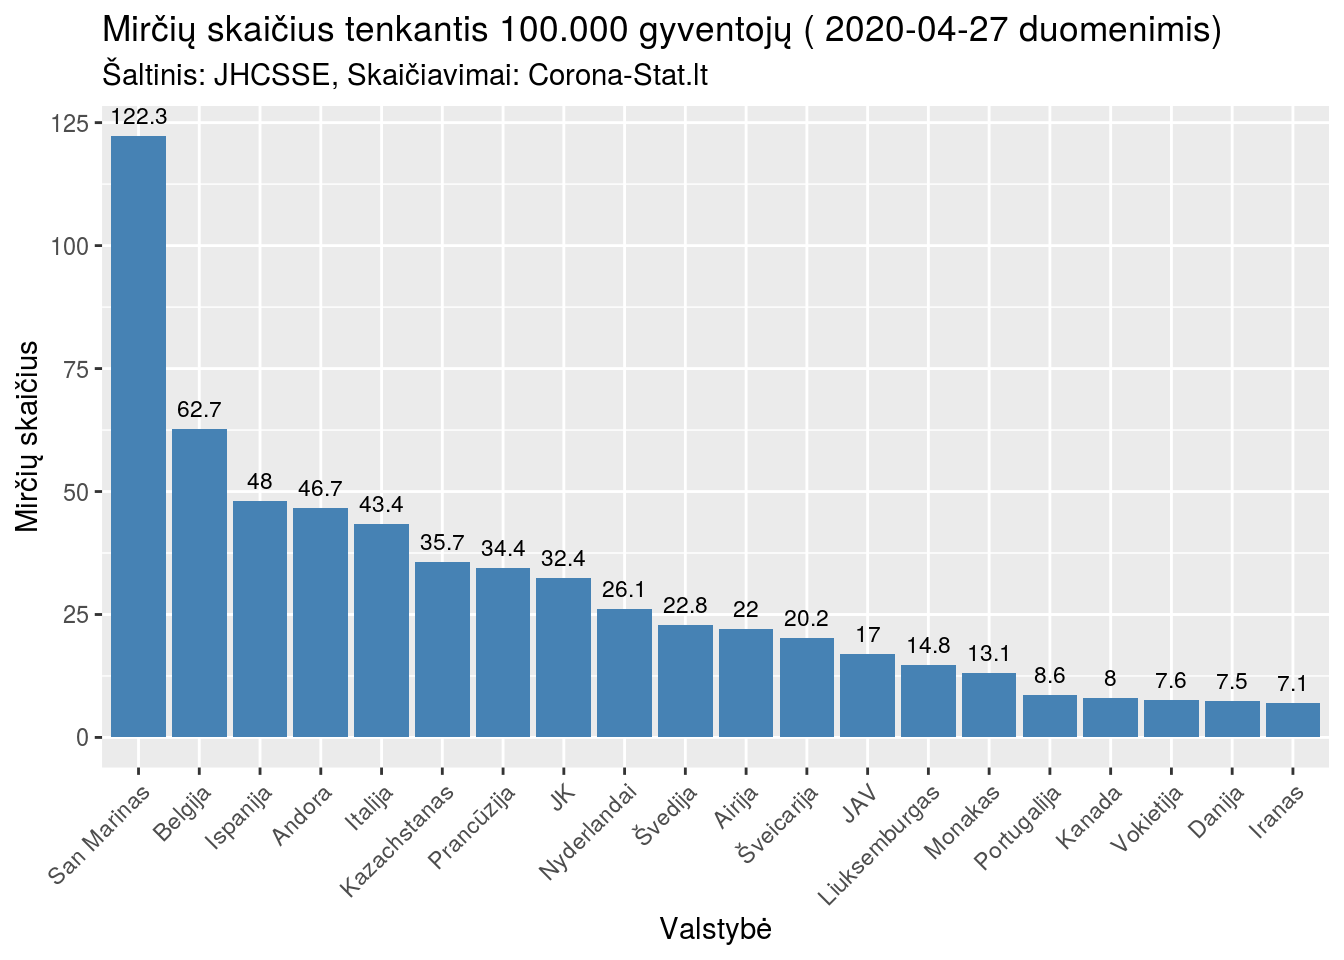 Mirčių skaičius tenkantis 100.000 gyventojų ( 2020-04-27 duomenimis)
Šaltinis: JHCSSE, Skaičiavimai: Corona-Stat.lt
Mirčių skaičius
125
100
75
50
25
0
122.3
62.7
48
46.7
43.4
35.7
34.4
32.4
26.1
22.8
22
20.2
17
14.8
13.1
8.6
8
7.6
7.5
7.1
San Marinas
Belgija
Ispanija
Andora
Italija
Kazachstanas
Prancūzija
JK
Nyderlandai
Švedija
Airija
Šveicarija
JAV
Liuksemburgas
Monakas
Portugalija
Kanada
Vokietija
Danija
Iranas
Valstybė